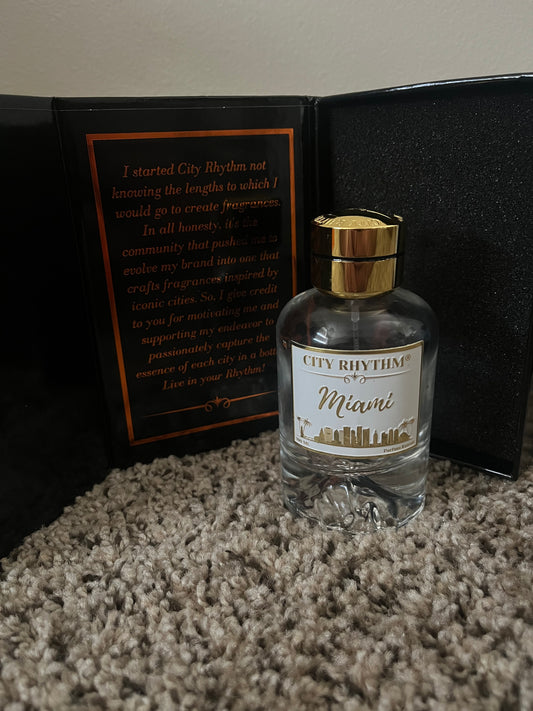 I started City Rhythm not
knowing the lengths to which I
would go to create fragrances.
In all honesty, it's the
community that pushed me to
evolve my brand into one that
crafts fragrances inspired by
iconic cities. So, I give credit
to you for motivating me and
supporting my endeavor to
passionately capture the
essence of each city in a bott
Live in your Rhythm!
CITY RHYTHM®
Miami
Parfum